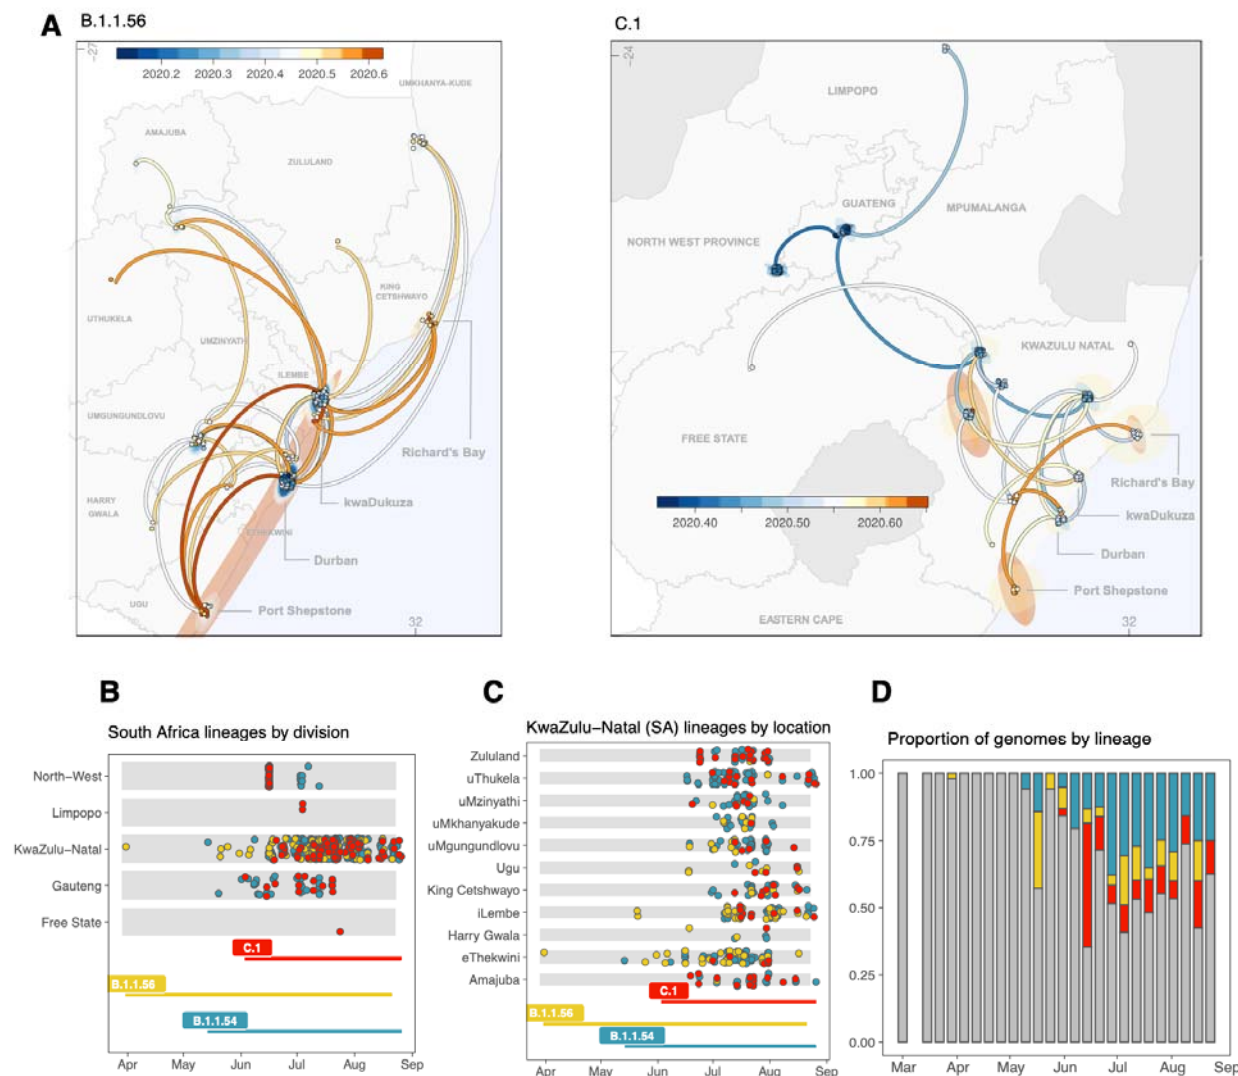 A B.1.1.56
-27
2020.2 2020.3 2020.4 2020.5 2020.6
UMKHANYA-KUDE
AMAJUBA
ZULULAND
KING
CETSHWAYO
UTHUKELA
UMZINYATHI
ILEMBE
UMGUNGUNDLOVU
Richard's Bay
HARRY
GWALA
kwaDukuza
ETHEKWINI
Durban
UGU
Port Shepstone
32
C.1
-24
LIMPOPO
GUATENG
MPUMALANGA
NORTH WEST PROVINCE
KWAZULU NATAL
FREE STATE
Richard's Bay
2020.40 2020.50 2020.60
kwaDukuza
Durban
Port Shepstone
EASTERN CAPE
32
B
South Africa lineages by division
North-West
Limpopo
KwaZulu-Natal
Gauteng
Free State
C.1
B.1.1.56
B.1.1.54
Apr May Jun Jul Aug Sep
C
KwaZulu-Natal (SA) lineages by location
Zululand
uThukela
uMzinyathi
uMkhanyakude
uMgungundlovu
Ugu
King Cetshwayo
iLembe
Harry Gwala
eThekwini
Amajuba
C.1
B.1.1.56
B.1.1.54
Apr May Jun Jul Aug Sep
D
Proportion of genomes by lineage
1.00
0.75
0.50
0.25
0.00
Mar Apr May Jun Jul Aug Sep